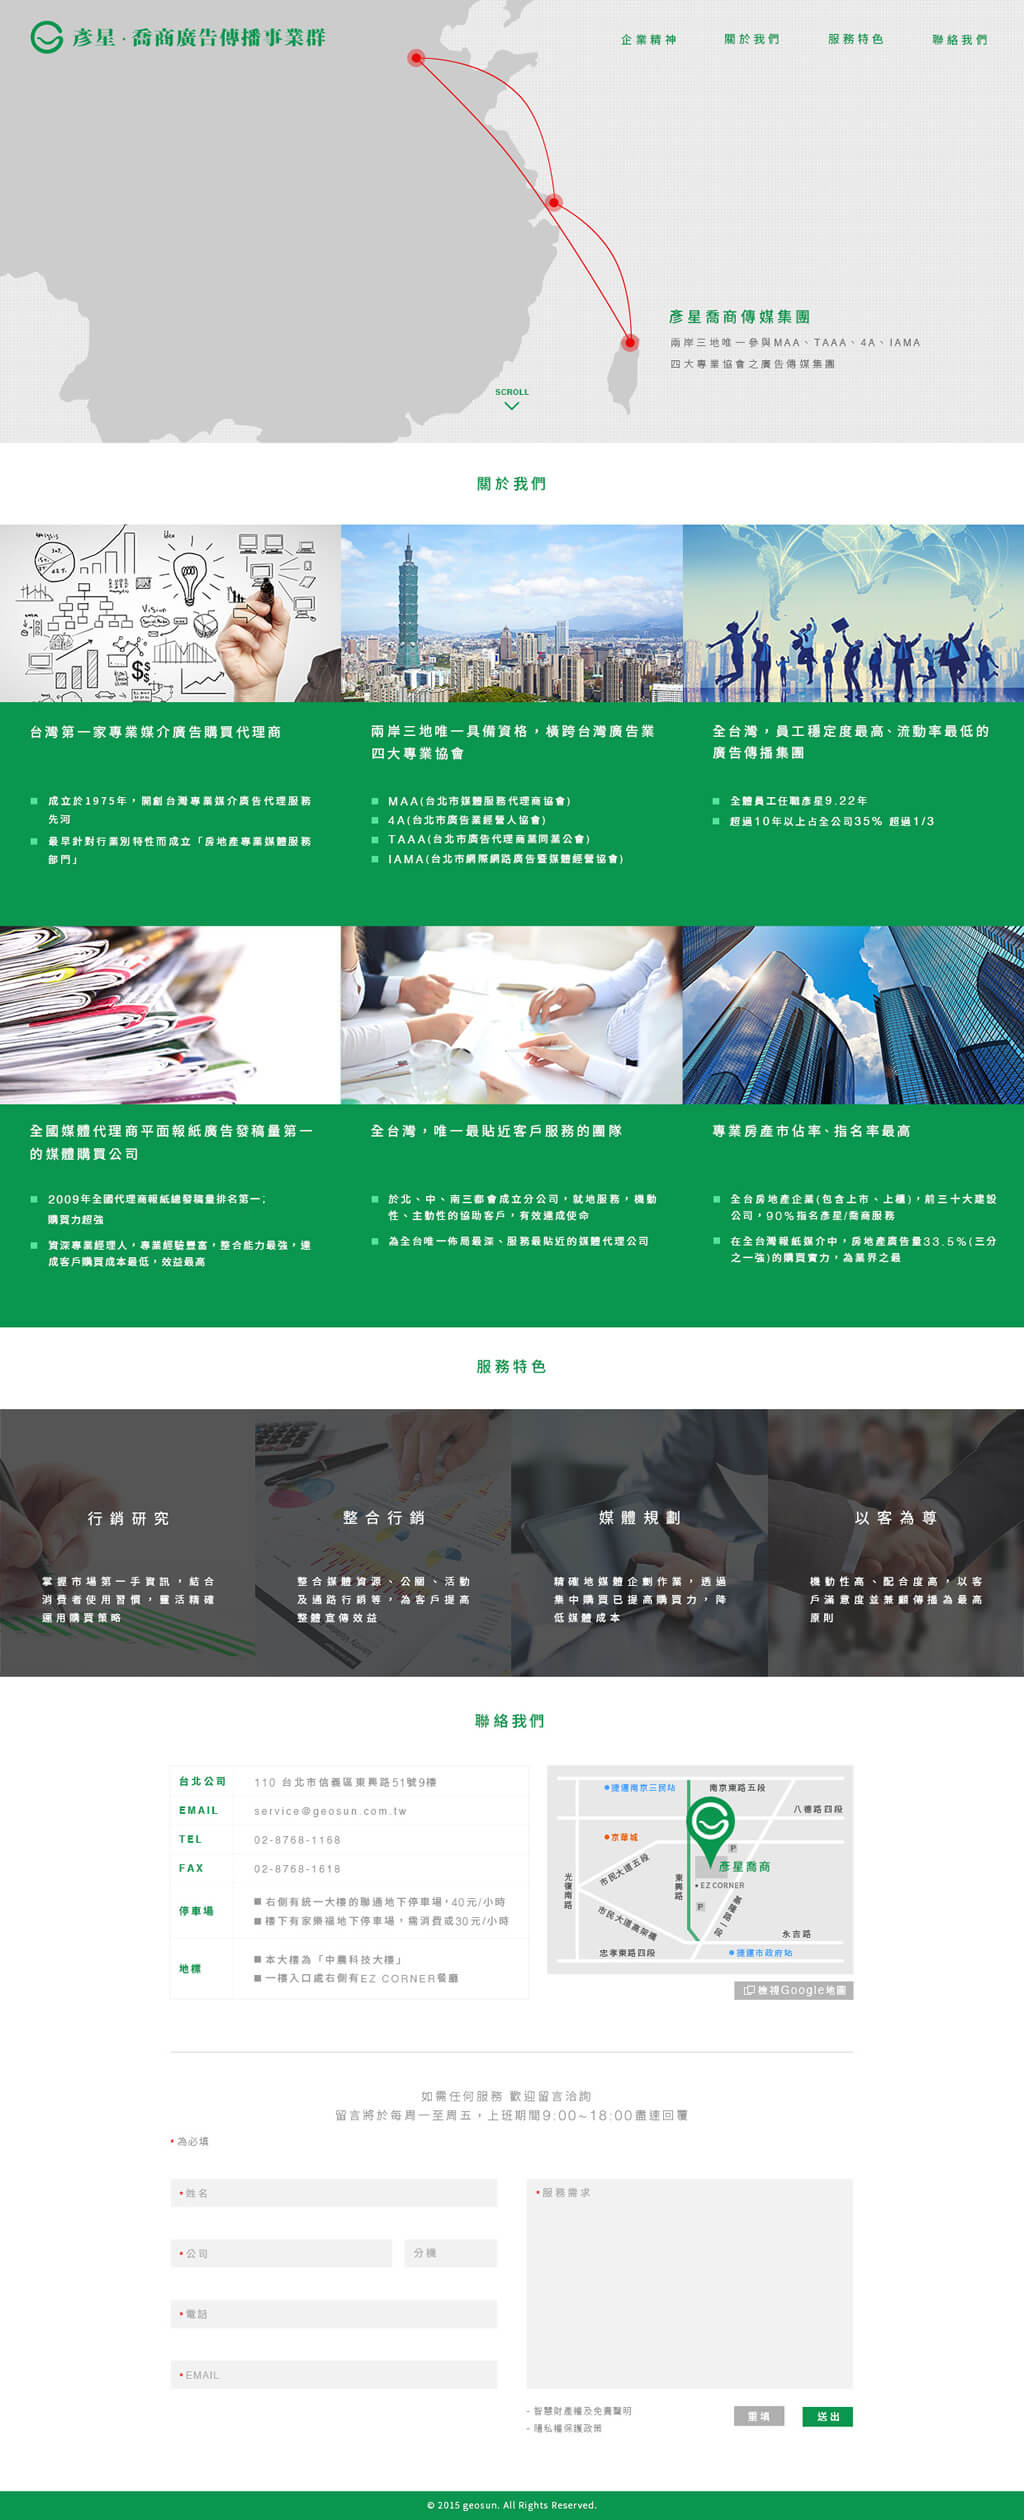 彥星·喬商廣告傳播事業群
企業精神
關於我們
服務特色
聯絡我們
彥星喬商傳媒集團
兩岸三地唯一參與MAA、TAAA、4A、IAMA
四大專業協會之廣告傳媒集團
SCROLL
關於我們
idea
Vision
台灣第一家專業媒介廣告購買代理商
成立於1975年，開創台灣專業媒介廣告代理服務
先河
最早針對行業別特性而成立「房地產專業媒體服務
部門」
兩岸三地唯一具備資格，橫跨台灣廣告業
四大專業協會
MAA(台北市媒體服務代理商協會)
4A(台北市廣告業經營人協會)
TAAA(台北市廣告代理商業同業公會)
IAMA(台北市網際網路廣告暨媒體經營協會)
全台灣，員工穩定度最高、流動率最低的
廣告傳播集團
全體員工任職彥星9.22年
超過10年以上占全公司35% 超過1/3
全國媒體代理商平面報紙廣告發稿量第一
的媒體購買公司
2009年全國代理商報紙總發稿量排名第一；
購買力超強
資深專業經理人，專業經驗豐富，整合能力最強，達
成客戶購買成本最低，效益最高
全台灣，唯一最貼近客戶服務的團隊
於北、中、南三都會成立分公司，就地服務，機動
性、主動性的協助客戶，有效達成使命
為全台唯一佈局最深、服務最貼近的媒體代理公司
專業房產市佔率、指名率最高
全台房地產企業(包含上市、上櫃)，前三十大建設
公司，90%指名彥星/喬商服務
在全台灣報紙媒介中，房地產廣告量33.5%(三分
之一強)的購買實力，為業界之最
服務特色
行銷研究
掌握市場第一手資訊，結合
消費者使用習慣，靈活精確
運用購買策略
整合行銷
整合媒體資源、公關、活動
及通路行銷等，為客戶提高
整體宣傳效益
媒體規劃
精確地媒體企劃作業，透過
集中購買已提高購買力，降
低媒體成本
以客為尊
機動性高、配合度高，以客
戶滿意度並兼顧傳播為最高
原則
聯絡我們
台北公司
110 台北市信義區東興路51號9樓
EMAIL
service@geosun.com.tw
TEL
02-8768-1168
FAX
02-8768-1618
停車場
■ 右側有統一大樓的聯通地下停車場，40元/小時
■ 樓下有家樂福地下停車場，需消費或30元/小時
地標
■ 本大樓為「中農科技大樓」
■ 一樓入口處右側有EZ CORNER餐廳
捷運南京三民站
南京東路五段
八德路四段
京華城
P
市民大道五段
彥星喬商
EZ CORNER
光復南路
東興路
P
基隆路一段
市民大道高架橋
永吉路
忠孝東路四段
捷運市政府站
檢視Google地圖
如需任何服務 歡迎留言洽詢
留言將於每周一至周五，上班期間9:00~18:00盡速回覆
* 為必填
* 姓名
* 服務需求
* 公司
分機
* 電話
* EMAIL
- 智慧財產權及免責聲明
- 隱私權保護政策
重填
送出
© 2015 geosun. All Rights Reserved.